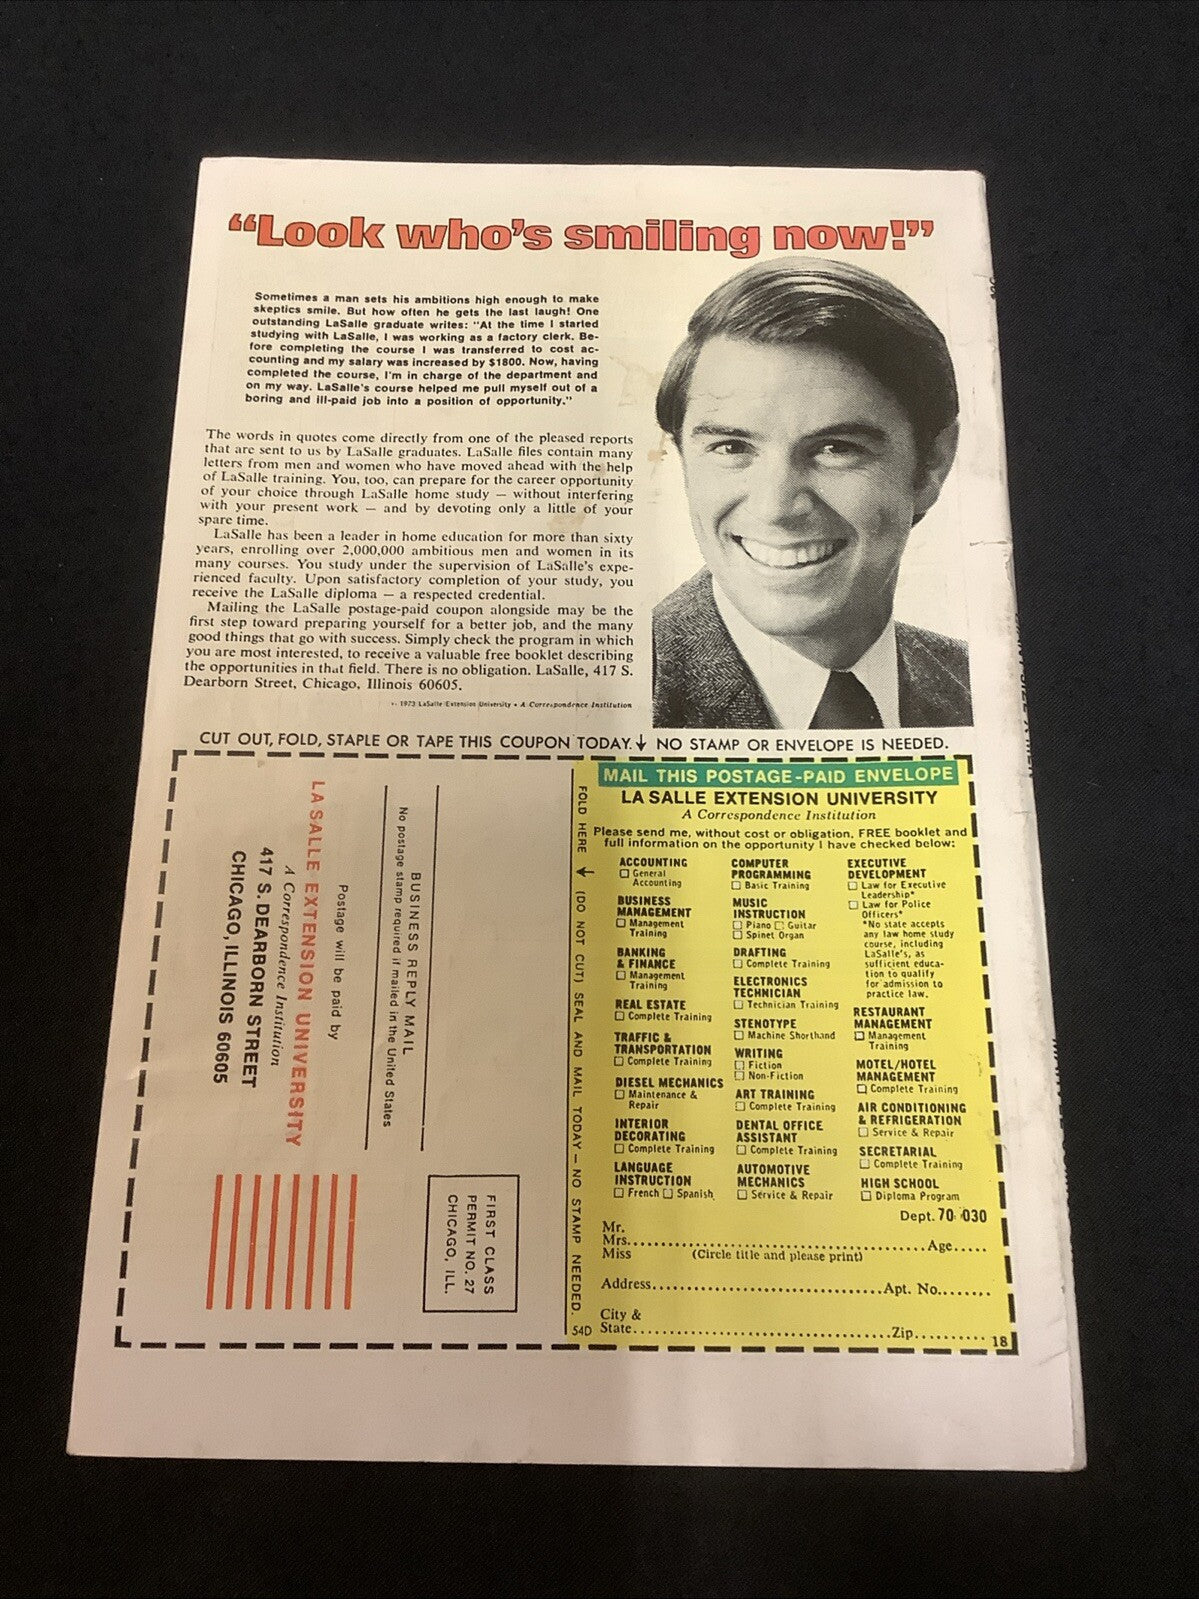 “Look who’s smiling now!”
Sometimes a man sets his ambitions high enough to make
skeptics smile. But how often he gets the last laugh! One
outstanding LaSalle graduate writes: “At the time I started
studying with LaSalle, I was working as a factory clerk. Be-
fore completing the course I was transferred to cost ac-
counting and my salary was increased by $1800. Now, having
completed the course, I’m in charge of the department and
on my way. LaSalle’s course helped me pull myself out of a
boring and ill-paid job into a position of opportunity.”
The words in quotes come directly from one of the pleased reports
that are sent to us by LaSalle graduates. LaSalle files contain many
letters from men and women who have moved ahead with the help
of LaSalle training. You, too, can prepare for the career opportunity
of your choice through LaSalle home study — without interfering
with your present work — and by devoting only a little of your
spare time.
LaSalle has been a leader in home education for more than sixty
years, enrolling over 2,000,000 ambitious men and women in its
many courses. You study under the supervision of LaSalle’s expe-
rienced faculty. Upon satisfactory completion of your study, you
receive the LaSalle diploma — a respected credential.
Mailing the LaSalle postage-paid coupon alongside may be the
first step toward preparing yourself for a better job, and the many
good things that go with success. Simply check the program in which
you are most interested, to receive a valuable free booklet describing
the opportunities in that field. There is no obligation. LaSalle, 417 S.
Dearborn Street, Chicago, Illinois 60605.
1973 LaSalle Extension University • A Correspondence Institution
CUT OUT, FOLD, STAPLE OR TAPE THIS COUPON TODAY. ↓ NO STAMP OR ENVELOPE IS NEEDED.
BUSINESS REPLY MAIL
No postage stamp required if mailed in the United States
Postage will be paid by
LA SALLE EXTENSION UNIVERSITY
A Correspondence Institution
417 S. DEARBORN STREET
CHICAGO, ILLINOIS 60605
FIRST CLASS
PERMIT NO. 27
CHICAGO, ILL.
FOLD HERE (DO NOT CUT) SEAL AND MAIL TODAY — NO STAMP NEEDED.
54D
MAIL THIS POSTAGE-PAID ENVELOPE
LA SALLE EXTENSION UNIVERSITY
A Correspondence Institution
Please send me, without cost or obligation, FREE booklet and
full information on the opportunity I have checked below:
ACCOUNTING
☐ General
Accounting
BUSINESS
MANAGEMENT
☐ Management
Training
BANKING
& FINANCE
☐ Management
Training
REAL ESTATE
☐ Complete Training
TRAFFIC &
TRANSPORTATION
☐ Complete Training
DIESEL MECHANICS
☐ Maintenance &
Repair
INTERIOR
DECORATING
☐ Complete Training
LANGUAGE
INSTRUCTION
☐ French ☐ Spanish
COMPUTER
PROGRAMMING
☐ Basic Training
MUSIC
INSTRUCTION
☐ Piano ☐ Guitar
☐ Spinet Organ
DRAFTING
☐ Complete Training
ELECTRONICS
TECHNICIAN
☐ Technician Training
STENOTYPE
☐ Machine Shorthand
WRITING
☐ Fiction
☐ Non-Fiction
ART TRAINING
☐ Complete Training
DENTAL OFFICE
ASSISTANT
☐ Complete Training
AUTOMOTIVE
MECHANICS
☐ Service & Repair
EXECUTIVE
DEVELOPMENT
☐ Law for Executive
Leadership*
☐ Law for Police
Officers*
*No state accepts
any law home study
course, including
LaSalle’s, as
sufficient educa-
tion to qualify
for admission to
practice law.
RESTAURANT
MANAGEMENT
☐ Management
Training
MOTEL/HOTEL
MANAGEMENT
☐ Complete Training
AIR CONDITIONING
& REFRIGERATION
☐ Service & Repair
SECRETARIAL
☐ Complete Training
HIGH SCHOOL
☐ Diploma Program
Dept. 70-030
Mr.
Mrs. Age
Miss (Circle title and please print)
Address Apt. No.
City &
State Zip
18